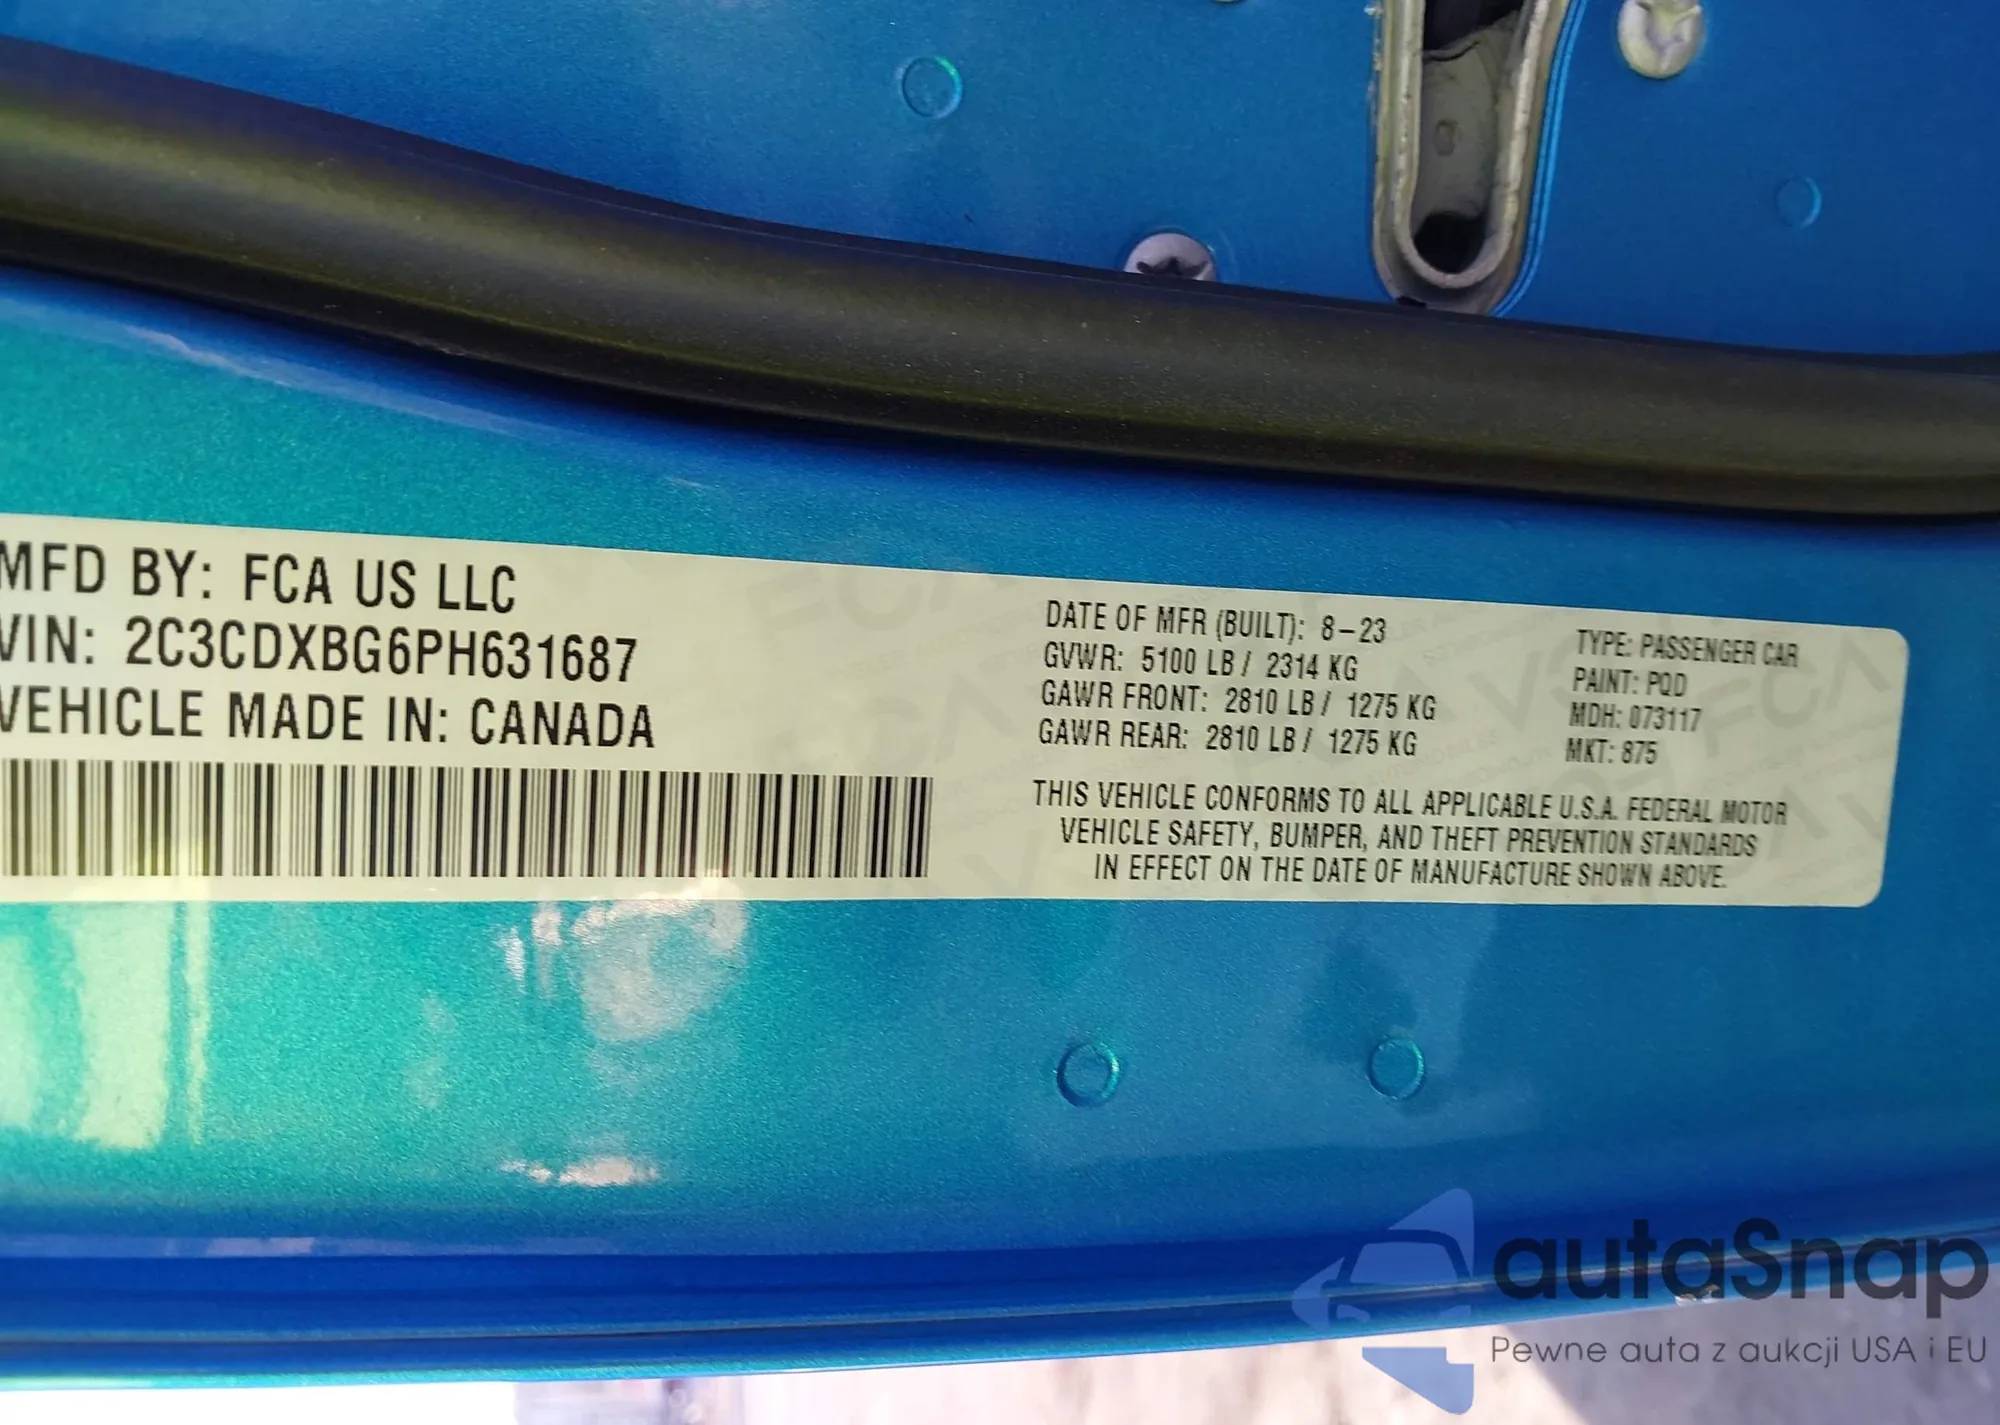 MFD BY: FCA US LLC
VIN: 2C3CDXBG6PH631687
VEHICLE MADE IN: CANADA
DATE OF MFR (BUILT): 8-23
GVWR: 5100 LB / 2314 KG
GAWR FRONT: 2810 LB / 1275 KG
GAWR REAR: 2810 LB / 1275 KG
TYPE: PASSENGER CAR
PAINT: PQD
MDH: 073117
MKT: 875
THIS VEHICLE CONFORMS TO ALL APPLICABLE U.S.A. FEDERAL MOTOR
VEHICLE SAFETY, BUMPER, AND THEFT PREVENTION STANDARDS
IN EFFECT ON THE DATE OF MANUFACTURE SHOWN ABOVE.
autaSnap
Pewne auta z aukcji USA i EU